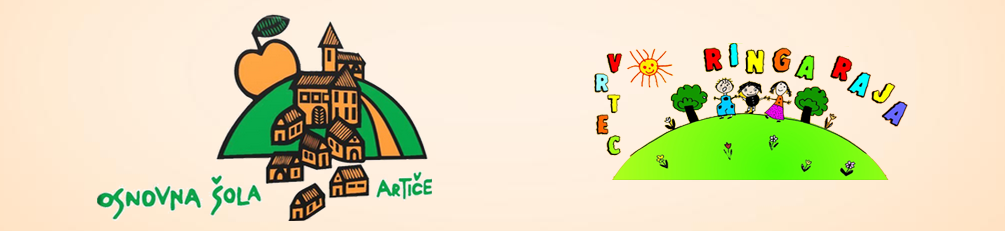 OSNOVNA ŠOLA ARTIČE
VRTEC
RINGA RAJA